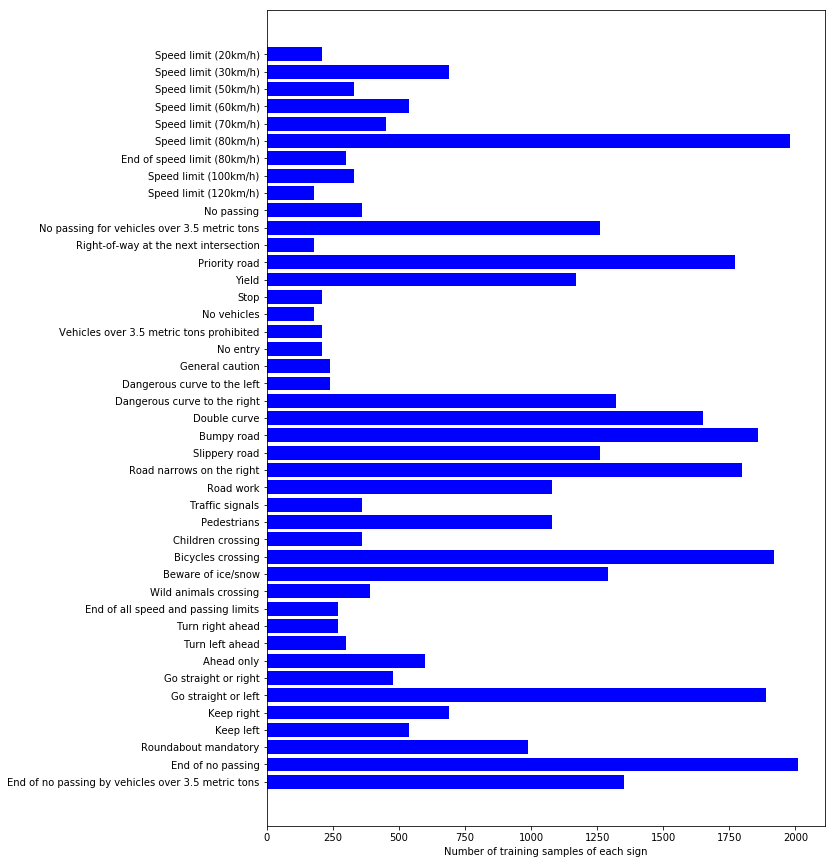 Speed limit (20km/h)
Speed limit (30km/h)
Speed limit (50km/h)
Speed limit (60km/h)
Speed limit (70km/h)
Speed limit (80km/h)
End of speed limit (80km/h)
Speed limit (100km/h)
Speed limit (120km/h)
No passing
No passing for vehicles over 3.5 metric tons
Right-of-way at the next intersection
Priority road
Yield
Stop
No vehicles
Vehicles over 3.5 metric tons prohibited
No entry
General caution
Dangerous curve to the left
Dangerous curve to the right
Double curve
Bumpy road
Slippery road
Road narrows on the right
Road work
Traffic signals
Pedestrians
Children crossing
Bicycles crossing
Beware of ice/snow
Wild animals crossing
End of all speed and passing limits
Turn right ahead
Turn left ahead
Ahead only
Go straight or right
Go straight or left
Keep right
Keep left
Roundabout mandatory
End of no passing
End of no passing by vehicles over 3.5 metric tons
0 250 500 750 1000 1250 1500 1750 2000
Number of training samples of each sign